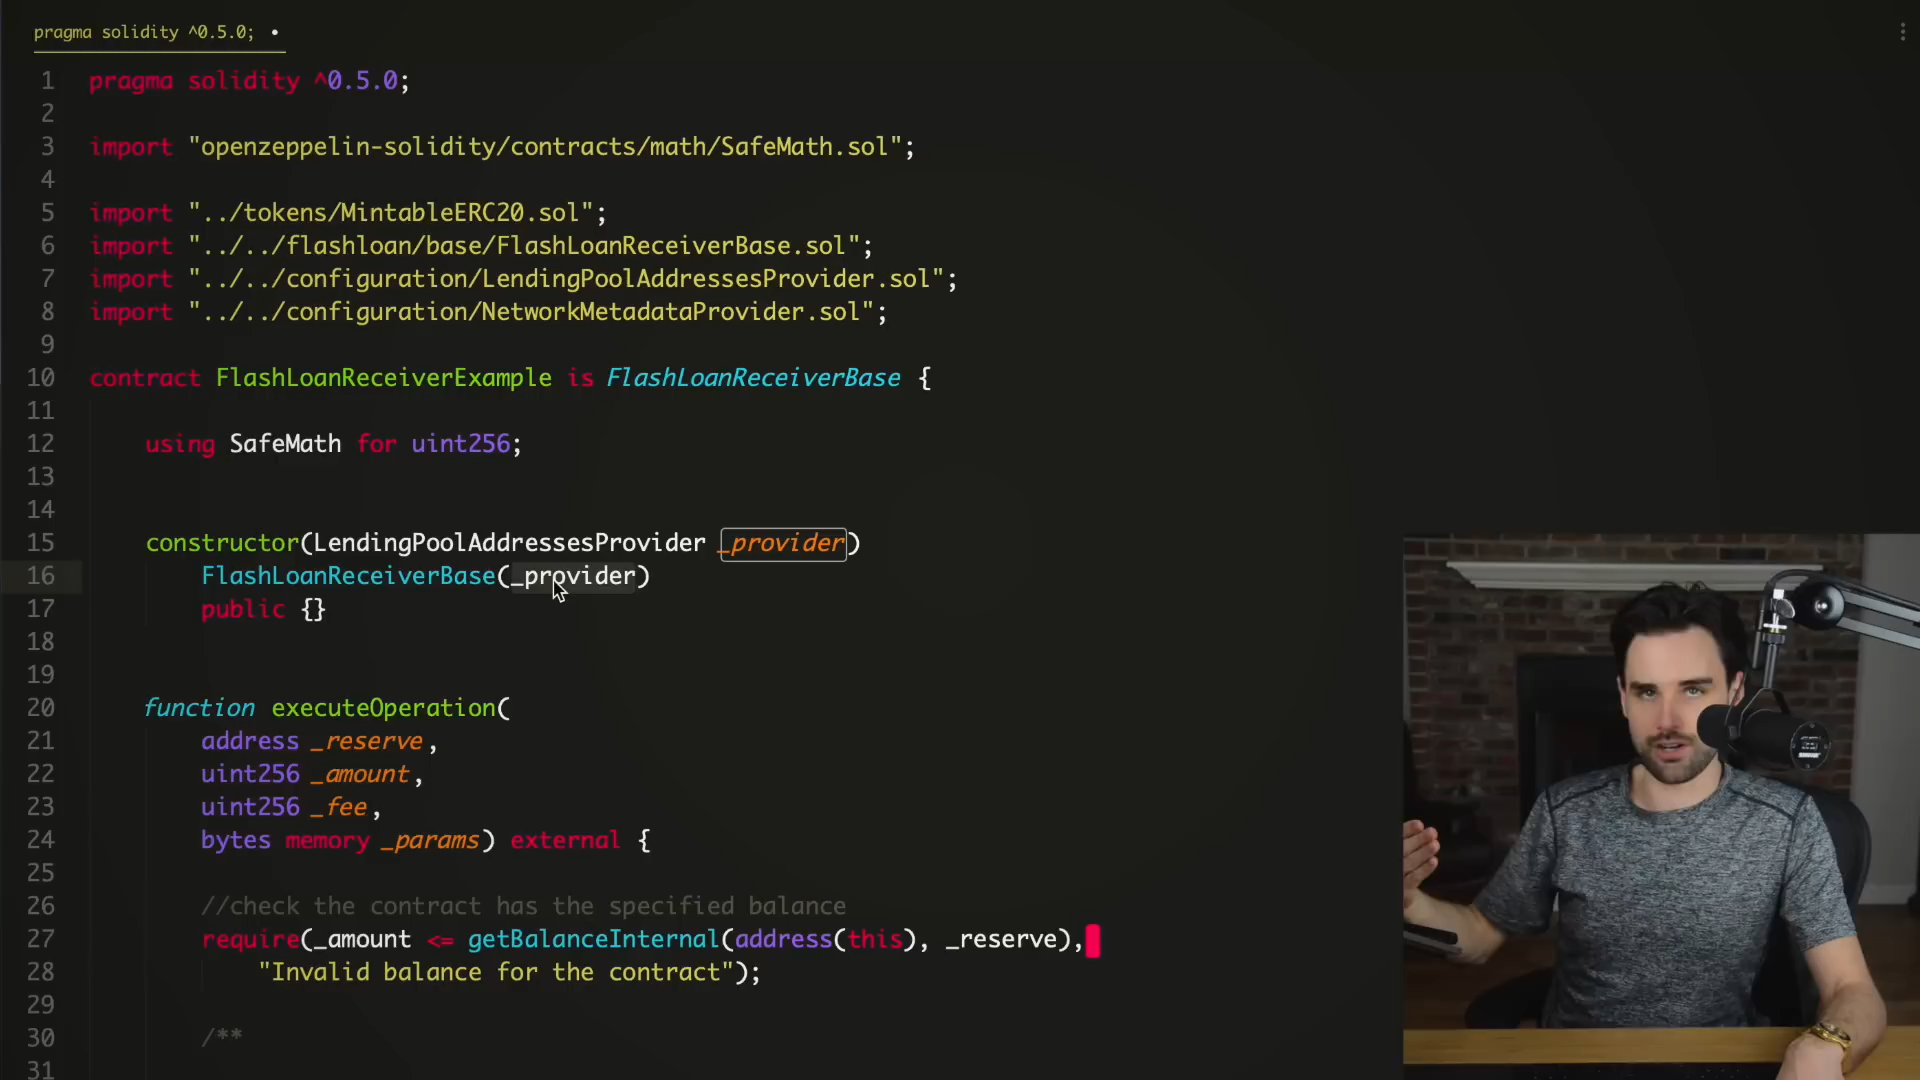 pragma solidity ^0.5.0; •
1 pragma solidity ^0.5.0;
2
3 import "openzeppelin-solidity/contracts/math/SafeMath.sol";
4
5 import "../tokens/MintableERC20.sol";
6 import "../../flashloan/base/FlashLoanReceiverBase.sol";
7 import "../../configuration/LendingPoolAddressesProvider.sol";
8 import "../../configuration/NetworkMetadataProvider.sol";
9
10 contract FlashLoanReceiverExample is FlashLoanReceiverBase {
11
12 using SafeMath for uint256;
13
14
15 constructor(LendingPoolAddressesProvider _provider)
16 FlashLoanReceiverBase(_provider)
17 public {}
18
19
20 function executeOperation(
21 address _reserve,
22 uint256 _amount,
23 uint256 _fee,
24 bytes memory _params) external {
25
26 //check the contract has the specified balance
27 require(_amount <= getBalanceInternal(address(this), _reserve),
28 "Invalid balance for the contract");
29
30 /**
31